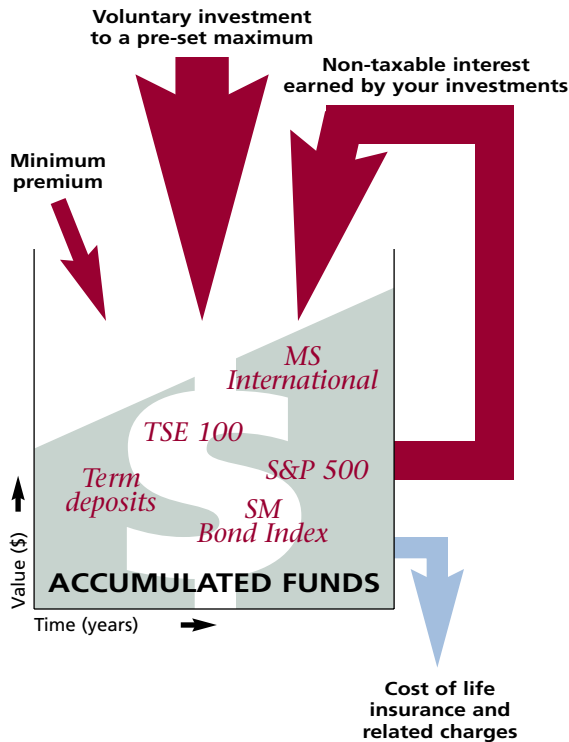 Voluntary investment
to a pre-set maximum
Non-taxable interest
earned by your investments
Minimum
premium
MS
International
TSE 100
S&P 500
Term
deposits
SM
Bond Index
ACCUMULATED FUNDS
Value ($)
Time (years)
Cost of life
insurance and
related charges